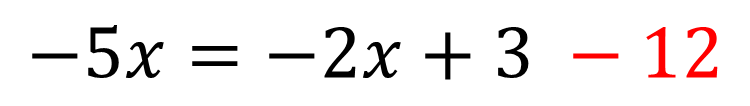 −5x = −2x + 3 − 12